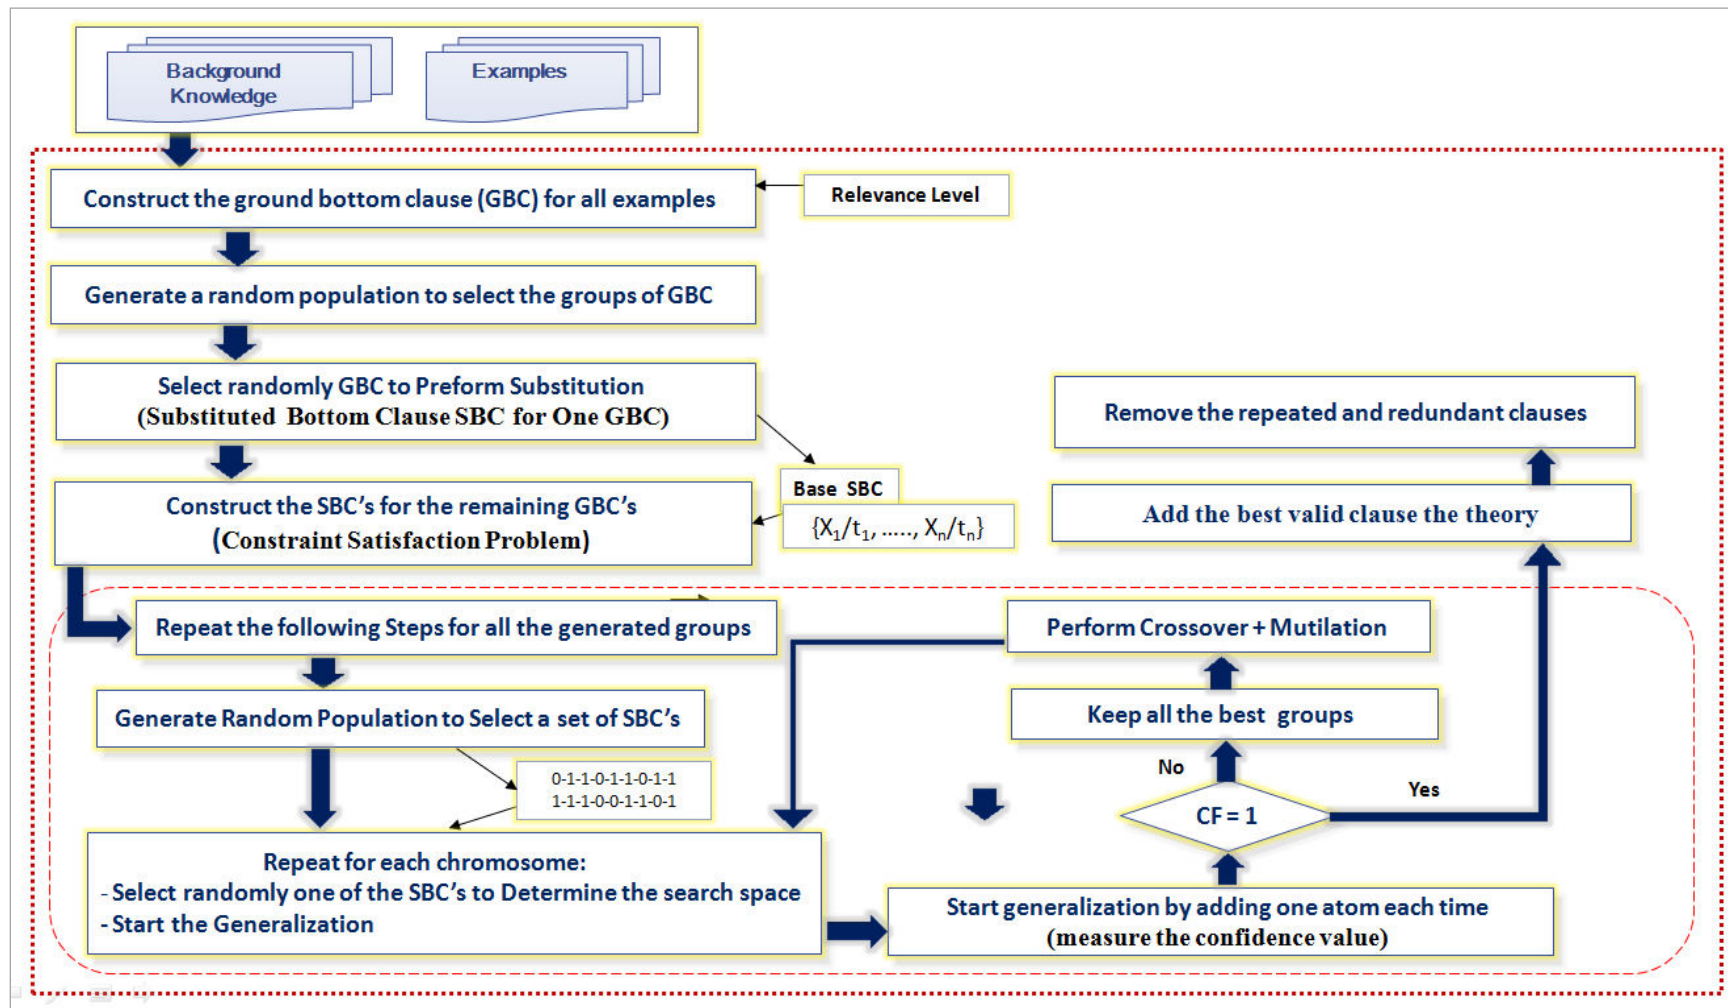 Background
Knowledge
Examples
Construct the ground bottom clause (GBC) for all examples
Relevance Level
Generate a random population to select the groups of GBC
Select randomly GBC to Preform Substitution
(Substituted Bottom Clause SBC for One GBC)
Base SBC
{X₁/t₁, ....., Xₙ/tₙ}
Construct the SBC's for the remaining GBC's
(Constraint Satisfaction Problem)
Repeat the following Steps for all the generated groups
Generate Random Population to Select a set of SBC's
0-1-1-0-1-1-0-1-1
1-1-1-0-0-1-1-0-1
Repeat for each chromosome:
- Select randomly one of the SBC's to Determine the search space
- Start the Generalization
Start generalization by adding one atom each time
(measure the confidence value)
CF = 1
No
Yes
Keep all the best groups
Perform Crossover + Mutilation
Add the best valid clause the theory
Remove the repeated and redundant clauses